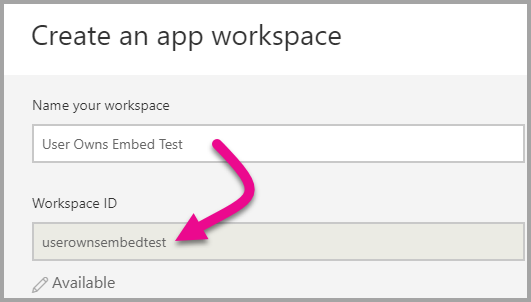 Create an app workspace
Name your workspace
User Owns Embed Test
Workspace ID
userownsembedtest
Available